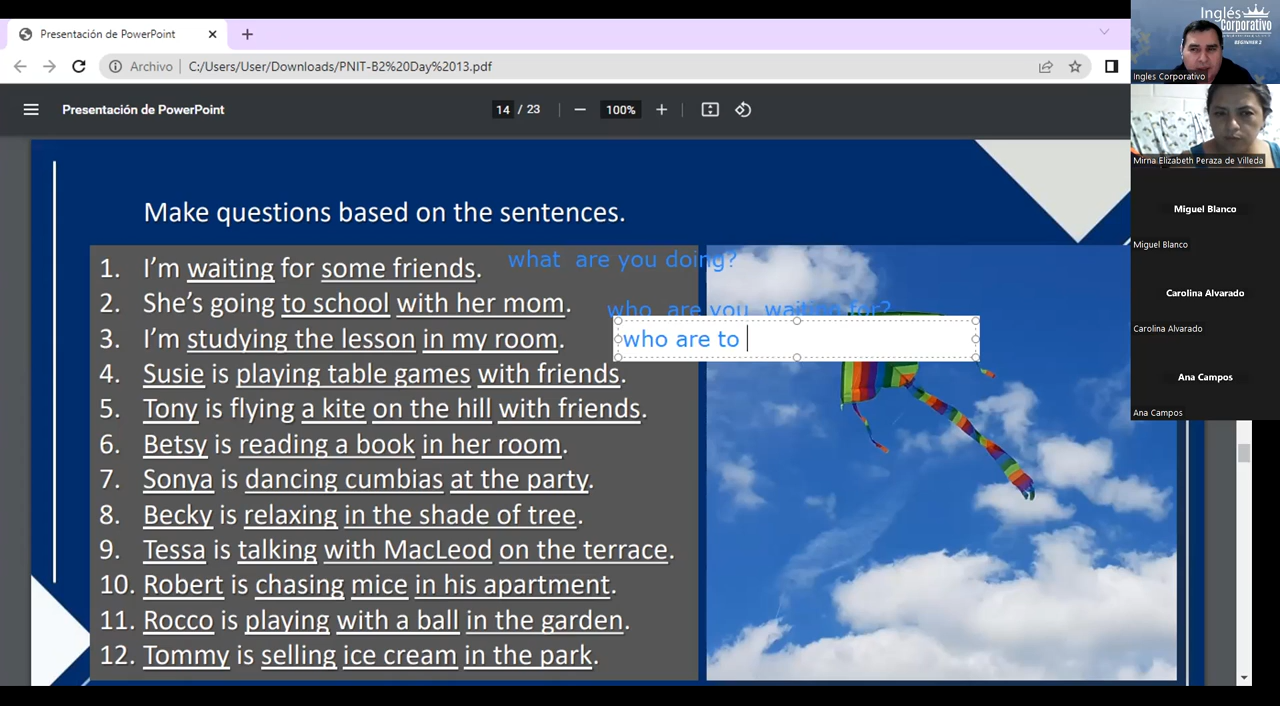 Presentación de PowerPoint
Archivo C:/Users/User/Downloads/PNIT-B2%20Day%2013.pdf
Presentación de PowerPoint 14 / 23 100%
Make questions based on the sentences.
1. I'm waiting for some friends. what are you doing?
2. She's going to school with her mom. who are you waiting for?
3. I'm studying the lesson in my room. who are to
4. Susie is playing table games with friends.
5. Tony is flying a kite on the hill with friends.
6. Betsy is reading a book in her room.
7. Sonya is dancing cumbias at the party.
8. Becky is relaxing in the shade of tree.
9. Tessa is talking with MacLeod on the terrace.
10. Robert is chasing mice in his apartment.
11. Rocco is playing with a ball in the garden.
12. Tommy is selling ice cream in the park.
Inglés
Corporativo
BEGINNER 2
Ingles Corporativo
Mirna Elizabeth Peraza de Villeda
Miguel Blanco
Miguel Blanco
Carolina Alvarado
Carolina Alvarado
Ana Campos
Ana Campos